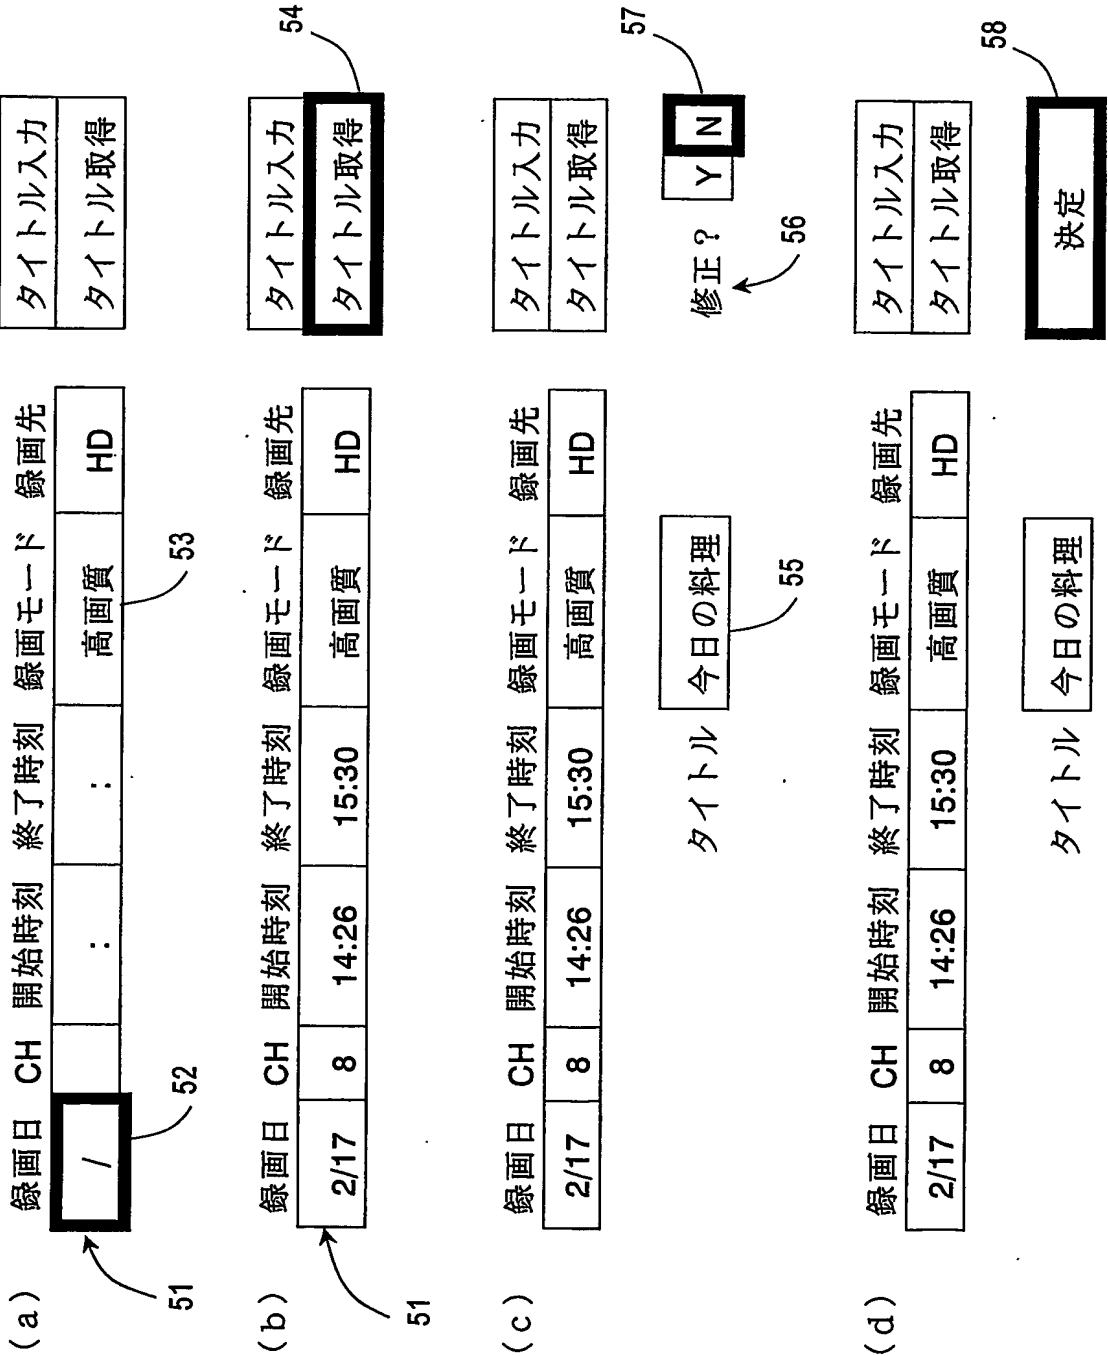 (a)
録画日 CH 開始時刻 終了時刻 録画モード 録画先
/ : : 高画質 HD
タイトル入力
タイトル取得
51
52
53
(b)
録画日 CH 開始時刻 終了時刻 録画モード 録画先
2/17 8 14:26 15:30 高画質 HD
タイトル入力
タイトル取得
51
54
(c)
録画日 CH 開始時刻 終了時刻 録画モード 録画先
2/17 8 14:26 15:30 高画質 HD
タイトル入力
タイトル取得
タイトル 今日の料理
修正? Y N
55
56
57
(d)
録画日 CH 開始時刻 終了時刻 録画モード 録画先
2/17 8 14:26 15:30 高画質 HD
タイトル入力
タイトル取得
タイトル 今日の料理
決定
58